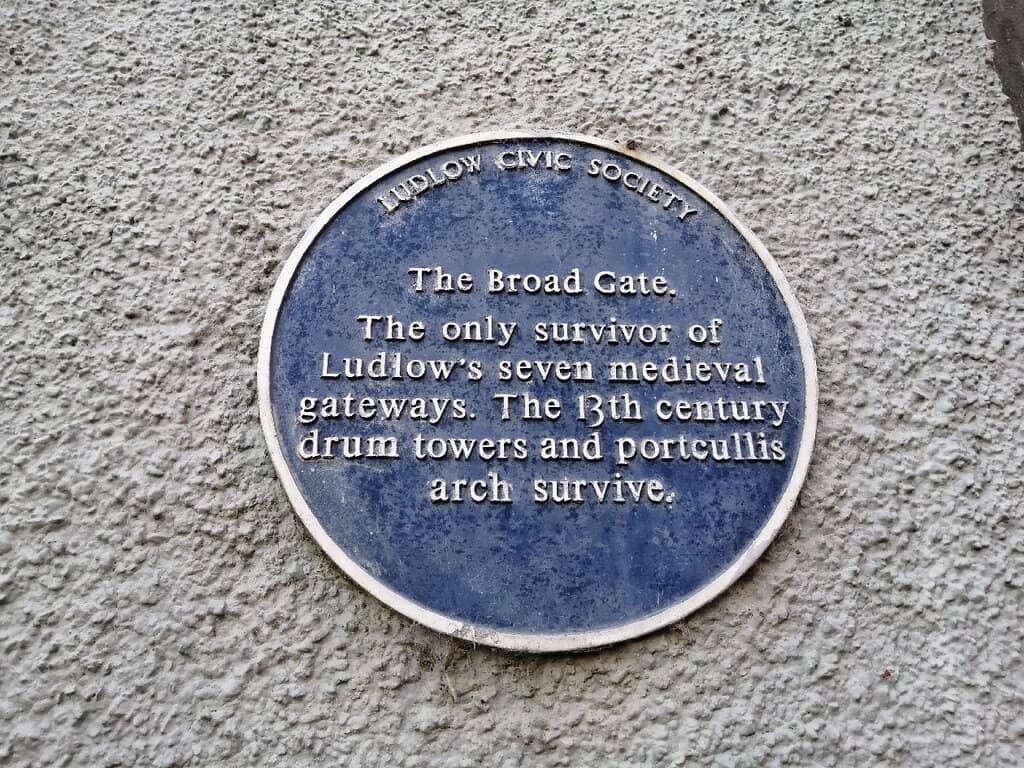 LUDLOW CIVIC SOCIETY
The Broad Gate.
The only survivor of
Ludlow's seven medieval
gateways. The 13th century
drum towers and portcullis
arch survive.